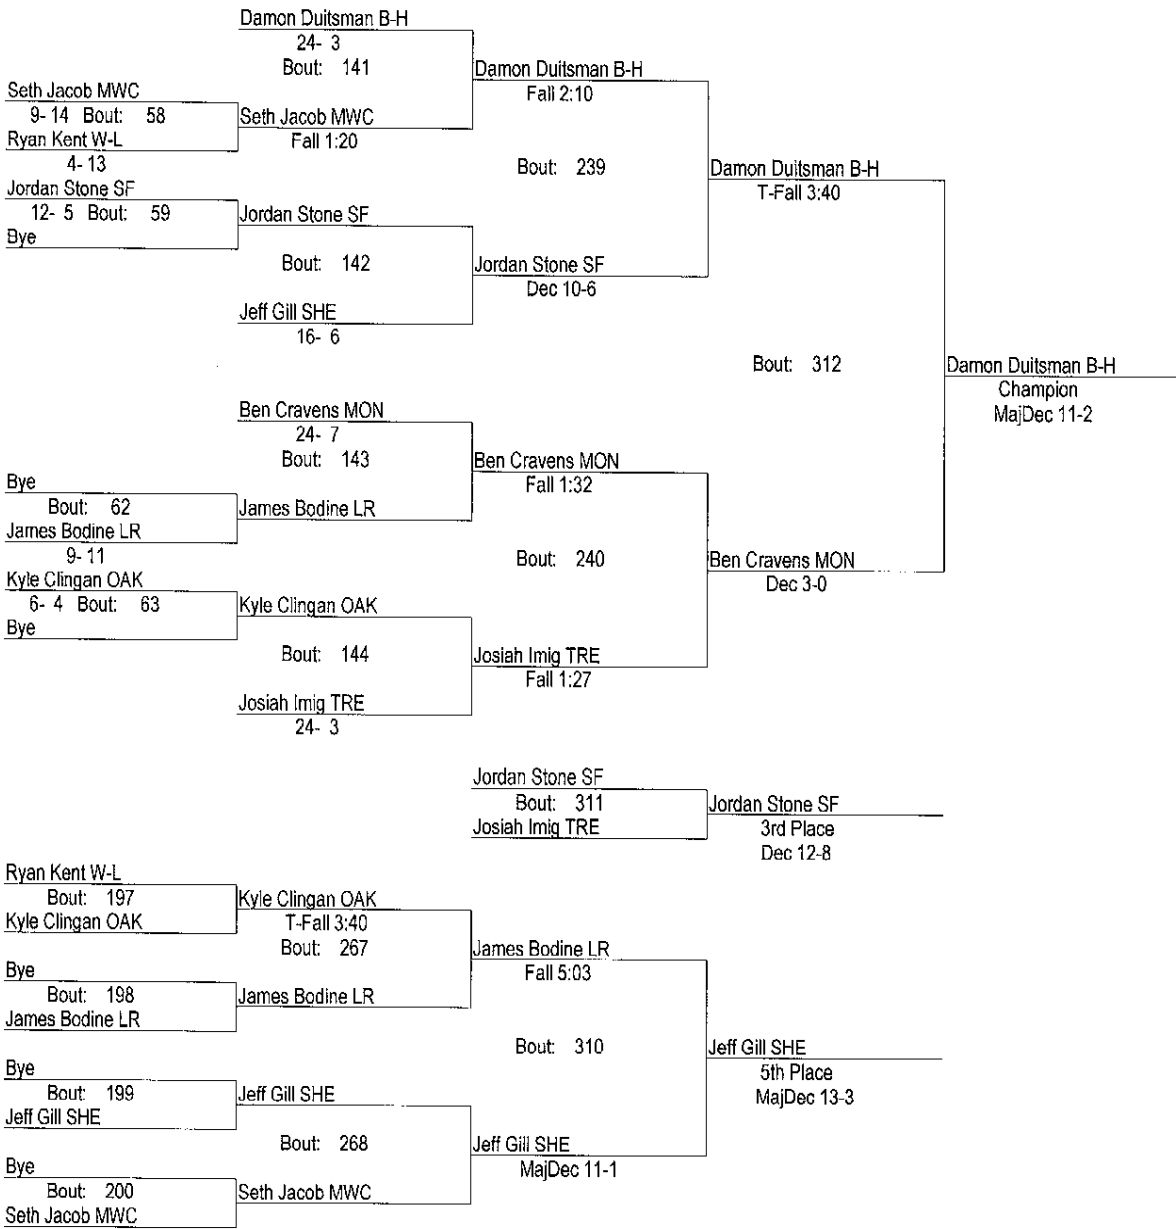 Damon Duitsman B-H
24- 3
Bout: 141
Damon Duitsman B-H
Fall 2:10
Seth Jacob MWC
9- 14 Bout: 58
Seth Jacob MWC
Fall 1:20
Ryan Kent W-L
4- 13
Bout: 239
Damon Duitsman B-H
T-Fall 3:40
Jordan Stone SF
12- 5 Bout: 59
Jordan Stone SF
Bye
Bout: 142
Jordan Stone SF
Dec 10-6
Jeff Gill SHE
16- 6
Bout: 312
Damon Duitsman B-H
Champion
MajDec 11-2
Ben Cravens MON
24- 7
Bout: 143
Ben Cravens MON
Fall 1:32
Bye
Bout: 62
James Bodine LR
James Bodine LR
9- 11
Bout: 240
Ben Cravens MON
Dec 3-0
Kyle Clingan OAK
6- 4 Bout: 63
Kyle Clingan OAK
Bye
Bout: 144
Josiah Imig TRE
Fall 1:27
Josiah Imig TRE
24- 3
Jordan Stone SF
Bout: 311
Jordan Stone SF
Josiah Imig TRE
3rd Place
Dec 12-8
Ryan Kent W-L
Bout: 197
Kyle Clingan OAK
Kyle Clingan OAK
T-Fall 3:40
Bout: 267
James Bodine LR
Fall 5:03
Bye
Bout: 198
James Bodine LR
James Bodine LR
Bout: 310
Jeff Gill SHE
5th Place
MajDec 13-3
Bye
Bout: 199
Jeff Gill SHE
Jeff Gill SHE
Bout: 268
Jeff Gill SHE
MajDec 11-1
Bye
Bout: 200
Seth Jacob MWC
Seth Jacob MWC